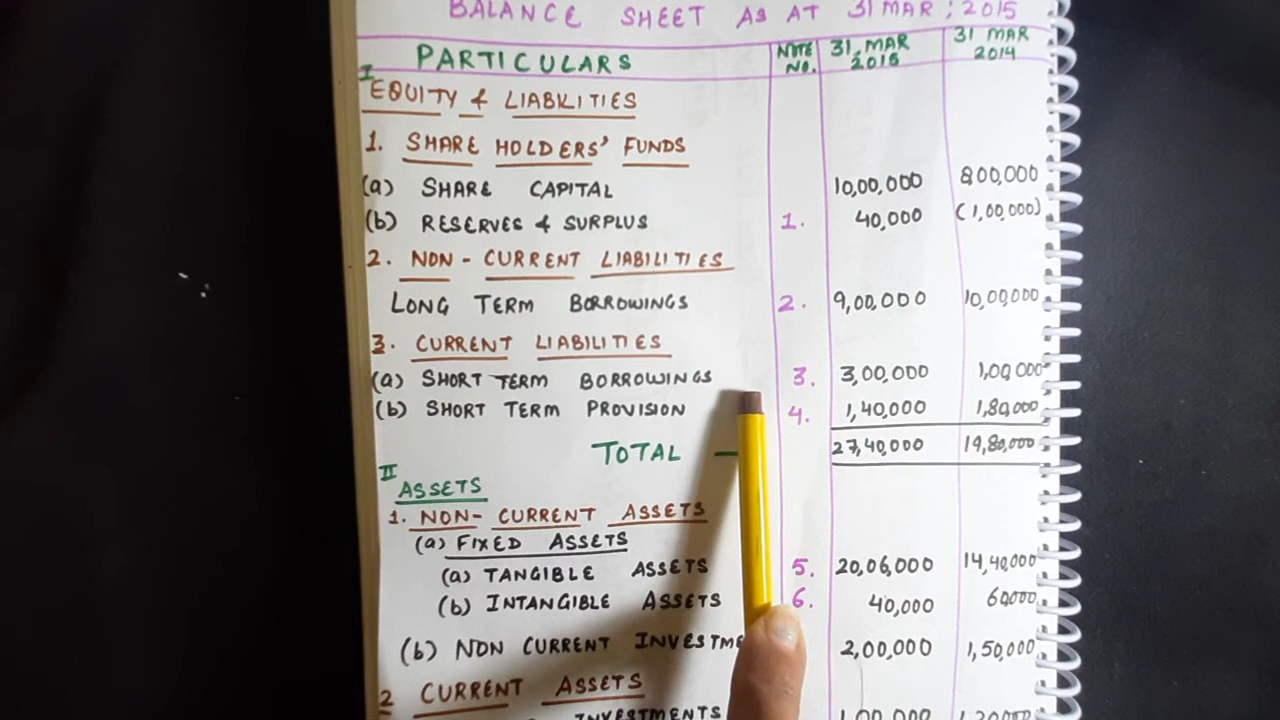 BALANCE SHEET AS AT 31 MAR; 2015
PARTICULARS NOTE NO. 31, MAR 2015 31 MAR 2014
I
EQUITY & LIABILITIES
1. SHARE HOLDERS' FUNDS
(a) SHARE CAPITAL 10,00,000 800,000
(b) RESERVES & SURPLUS 1. 40,000 (1,00,000)
2. NON-CURRENT LIABILITIES
LONG TERM BORROWINGS 2. 9,00,000 10,00,000
3. CURRENT LIABILITIES
(a) SHORT TERM BORROWINGS 3. 3,00,000 1,00,000
(b) SHORT TERM PROVISION 4. 1,40,000 1,80,000
TOTAL — 27,40,000 19,80,000
II
ASSETS
1. NON-CURRENT ASSETS
(a) FIXED ASSETS
(a) TANGIBLE ASSETS 5. 20,06,000 14,40,000
(b) INTANGIBLE ASSETS 6. 40,000 60,000
(b) NON CURRENT INVESTME 2,00,000 1,50,000
2 CURRENT ASSETS
INVESTMENTS